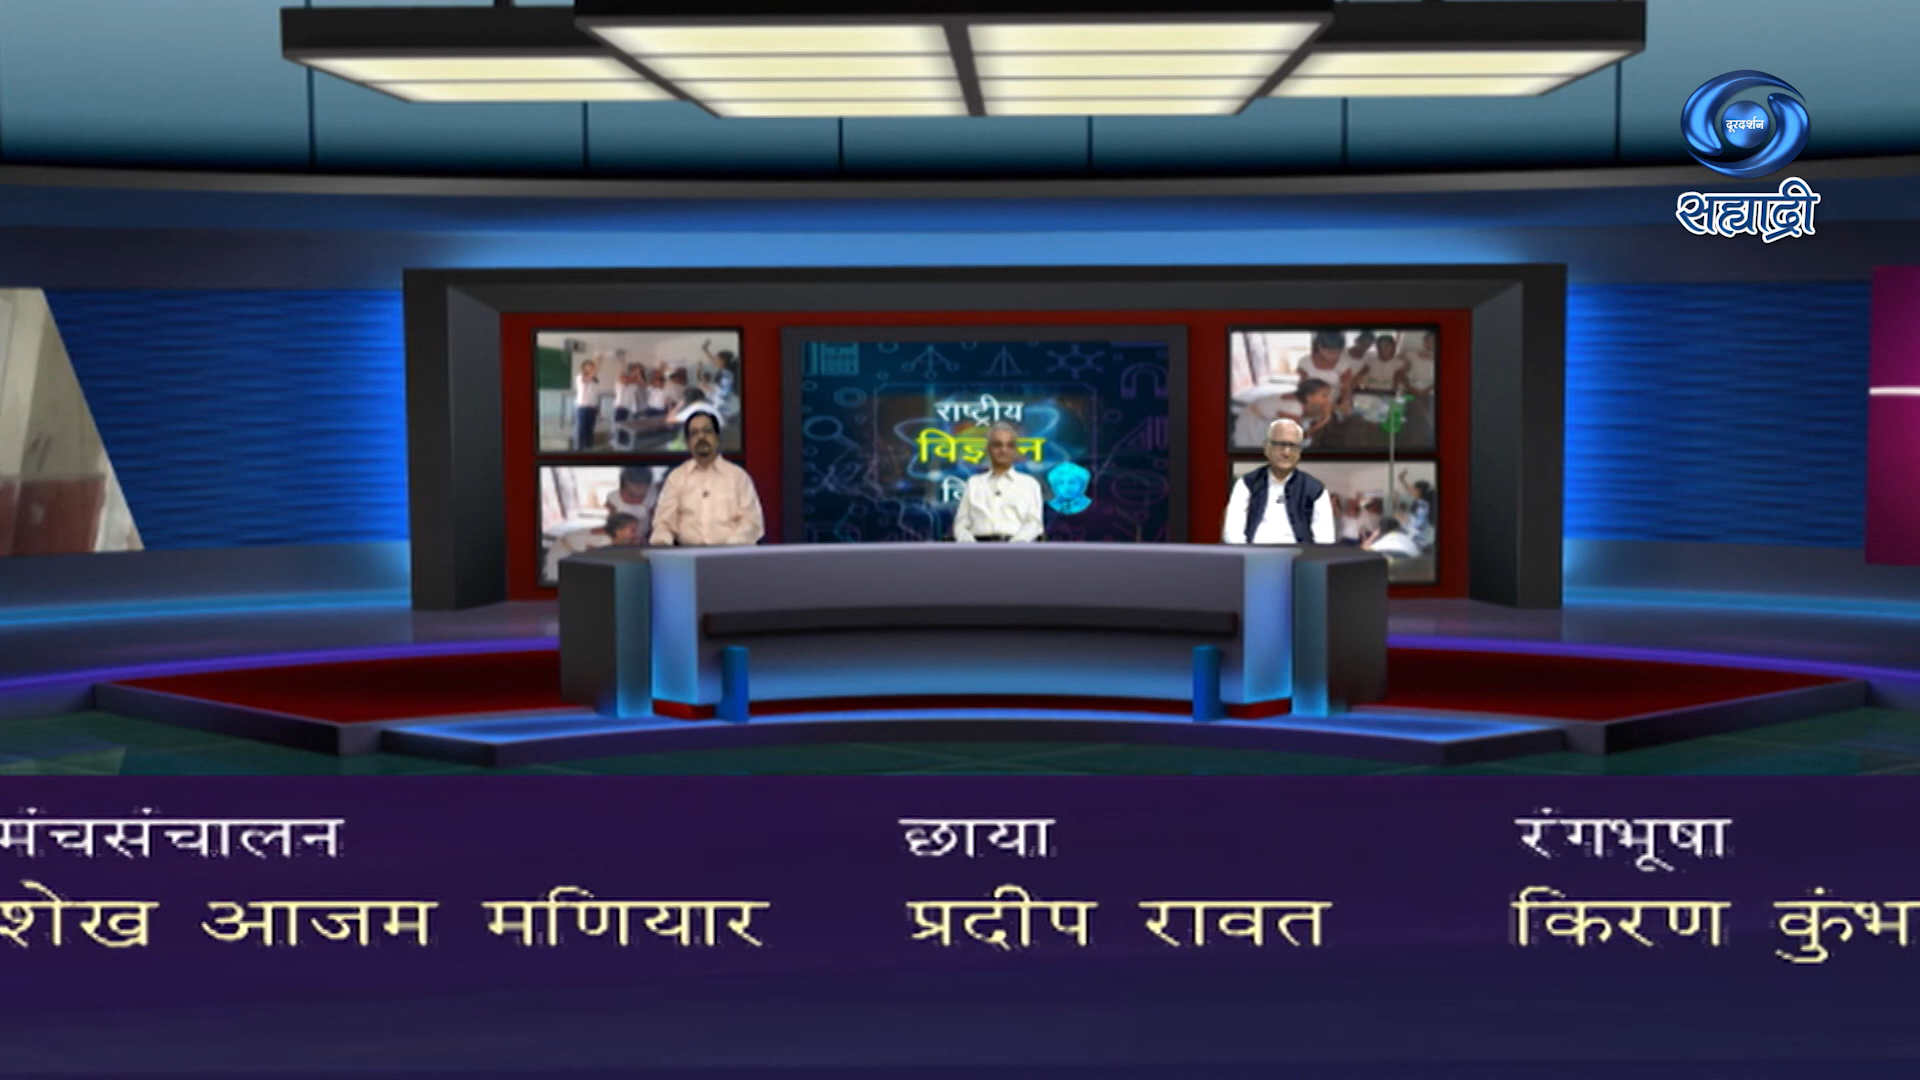 दूरदर्शन
सह्याद्री
राष्ट्रीय
मंचसंचालन
शेख आजम मणियार
छाया
प्रदीप रावत
रंगभूषा
किरण